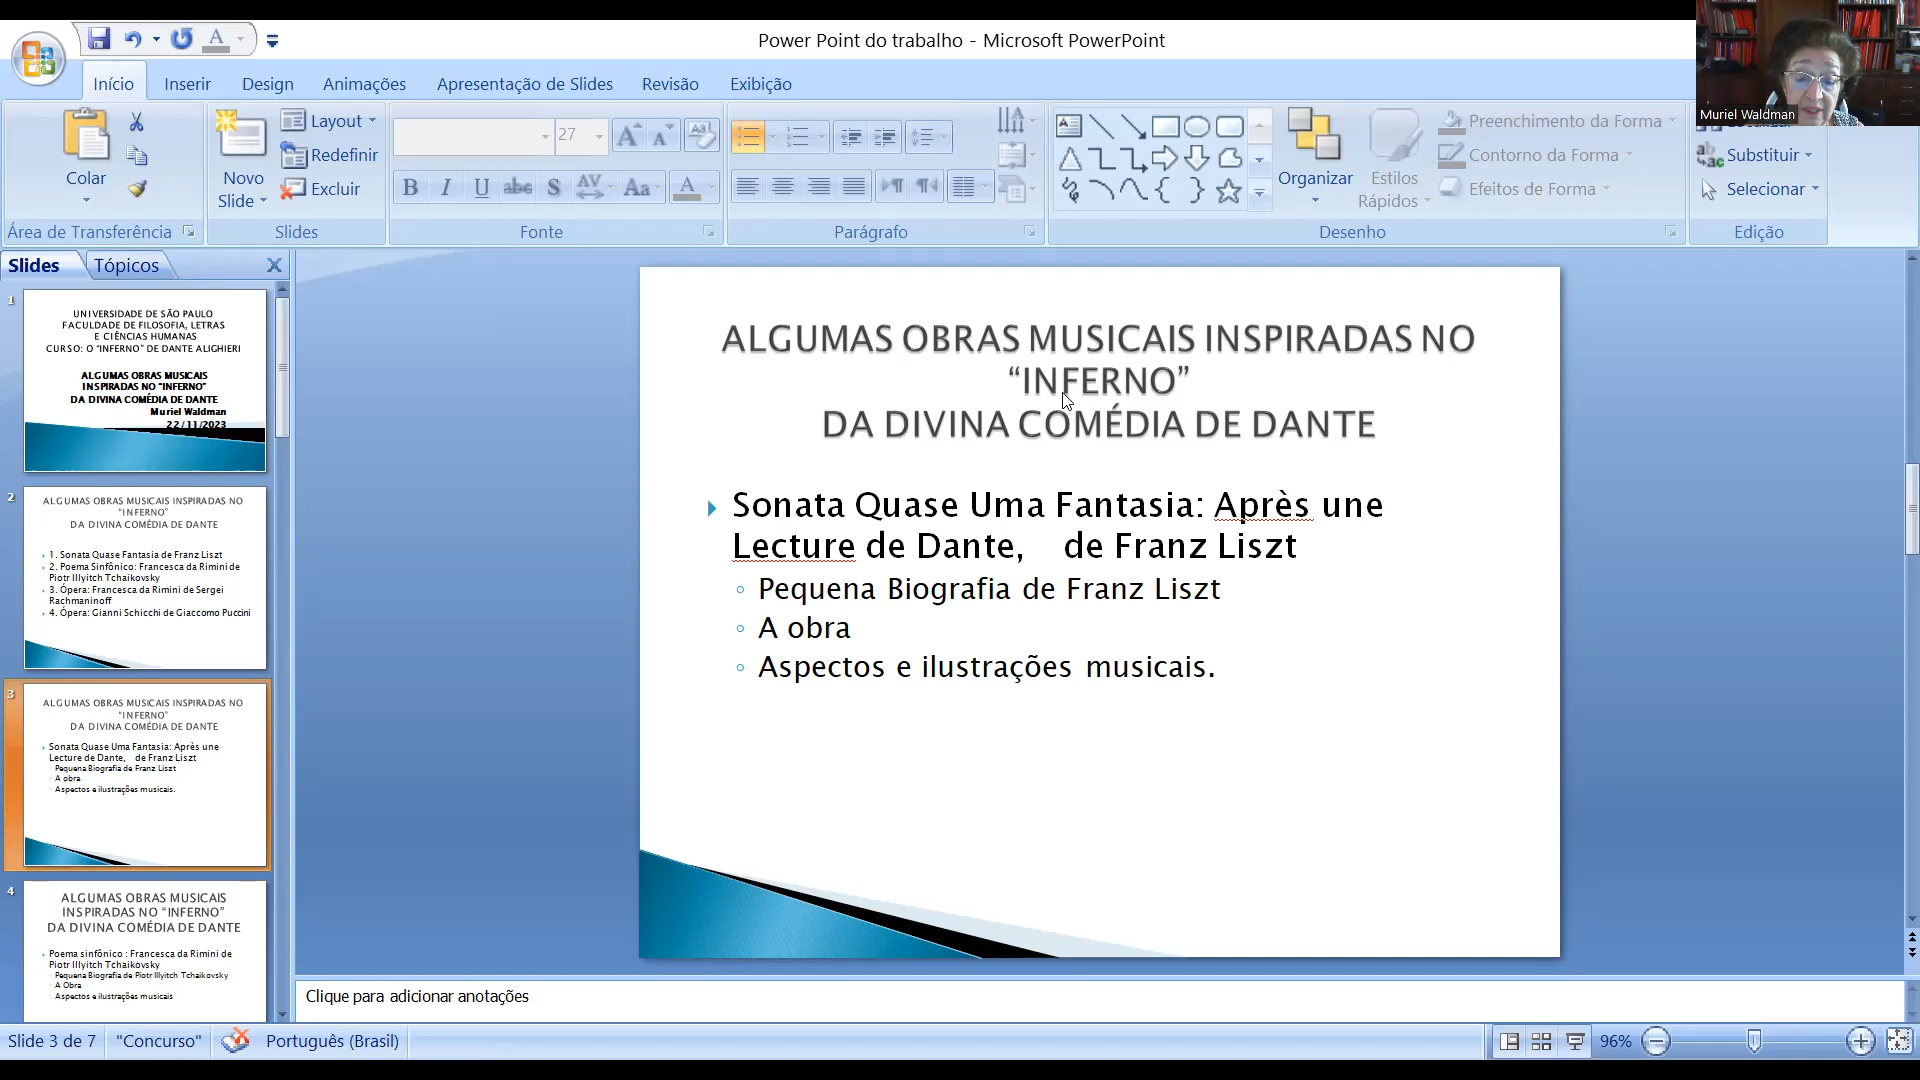 Power Point do trabalho - Microsoft PowerPoint
Início Inserir Design Animações Apresentação de Slides Revisão Exibição
Muriel Waldman
Colar
Área de Transferência
Novo
Slide
Layout
Redefinir
Excluir
Slides
27
Fonte
Parágrafo
Organizar
Estilos
Rápidos
Preenchimento da Forma
Contorno da Forma
Efeitos de Forma
Desenho
Substituir
Selecionar
Edição
Slides Tópicos
1
UNIVERSIDADE DE SÃO PAULO
FACULDADE DE FILOSOFIA, LETRAS
E CIÊNCIAS HUMANAS
CURSO: O “INFERNO” DE DANTE ALIGHIERI
ALGUMAS OBRAS MUSICAIS
INSPIRADAS NO “INFERNO”
DA DIVINA COMÉDIA DE DANTE
Muriel Waldman
22/11/2023
2
ALGUMAS OBRAS MUSICAIS INSPIRADAS NO
“INFERNO”
DA DIVINA COMÉDIA DE DANTE
1. Sonata Quase Fantasia de Franz Liszt
2. Poema Sinfônico: Francesca da Rimini de
Piotr Illyitch Tchaikovsky
3. Ópera: Francesca da Rimini de Sergei
Rachmaninoff
4. Ópera: Gianni Schicchi de Giaccomo Puccini
3
ALGUMAS OBRAS MUSICAIS INSPIRADAS NO
“INFERNO”
DA DIVINA COMÉDIA DE DANTE
Sonata Quase Uma Fantasia: Après une
Lecture de Dante, de Franz Liszt
Pequena Biografia de Franz Liszt
A obra
Aspectos e ilustrações musicais.
4
ALGUMAS OBRAS MUSICAIS
INSPIRADAS NO “INFERNO”
DA DIVINA COMÉDIA DE DANTE
Poema sinfônico : Francesca da Rimini de
Piotr Illyitch Tchaikovsky
Pequena Biografia de Piotr Illyitch Tchaikovsky
A Obra
Aspectos e ilustrações musicais
ALGUMAS OBRAS MUSICAIS INSPIRADAS NO
“INFERNO”
DA DIVINA COMÉDIA DE DANTE
Sonata Quase Uma Fantasia: Après une
Lecture de Dante, de Franz Liszt
Pequena Biografia de Franz Liszt
A obra
Aspectos e ilustrações musicais.
Clique para adicionar anotações
Slide 3 de 7 "Concurso" Português (Brasil) 96%